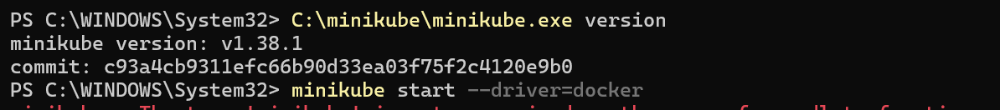 PS C:\WINDOWS\System32> C:\minikube\minikube.exe version
minikube version: v1.38.1
commit: c93a4cb9311efc66b90d33ea03f75f2c4120e9b0
PS C:\WINDOWS\System32> minikube start --driver=docker